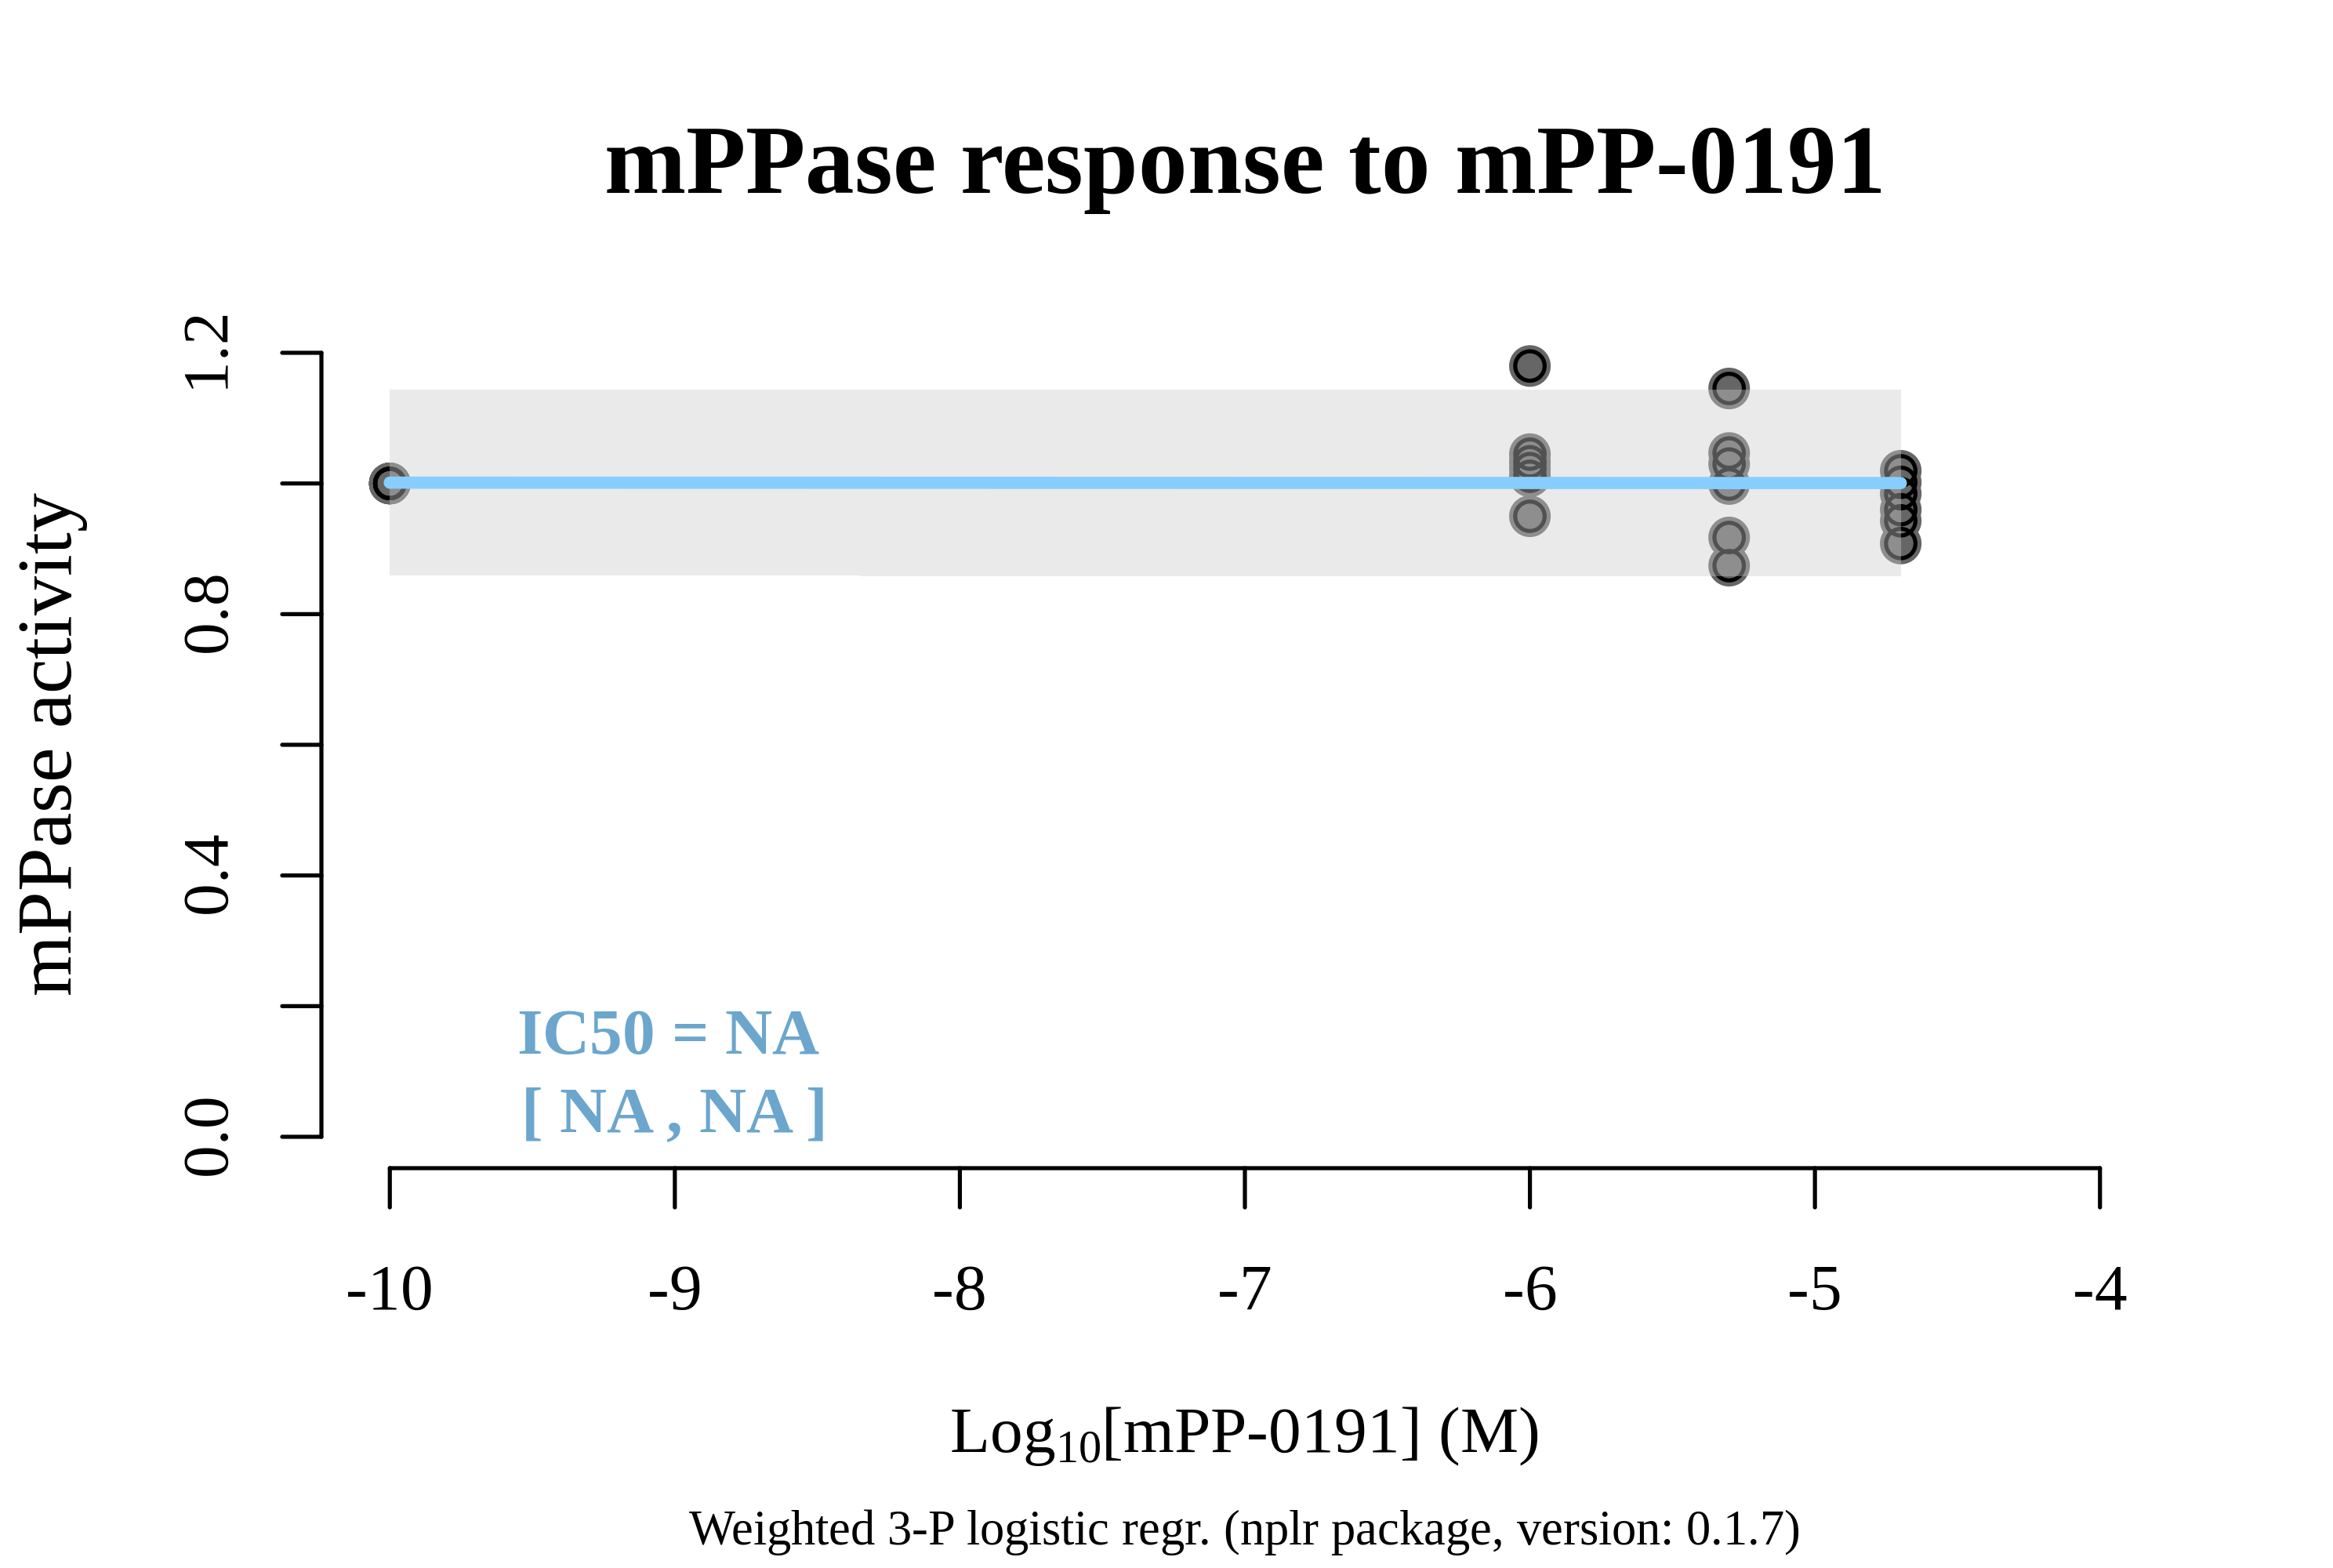 mPPase response to mPP-0191
mPPase activity
1.2
0.8
0.4
0.0
IC50 = NA
[ NA , NA ]
-10 -9 -8 -7 -6 -5 -4
Log10[mPP-0191] (M)
Weighted 3-P logistic regr. (nplr package, version: 0.1.7)